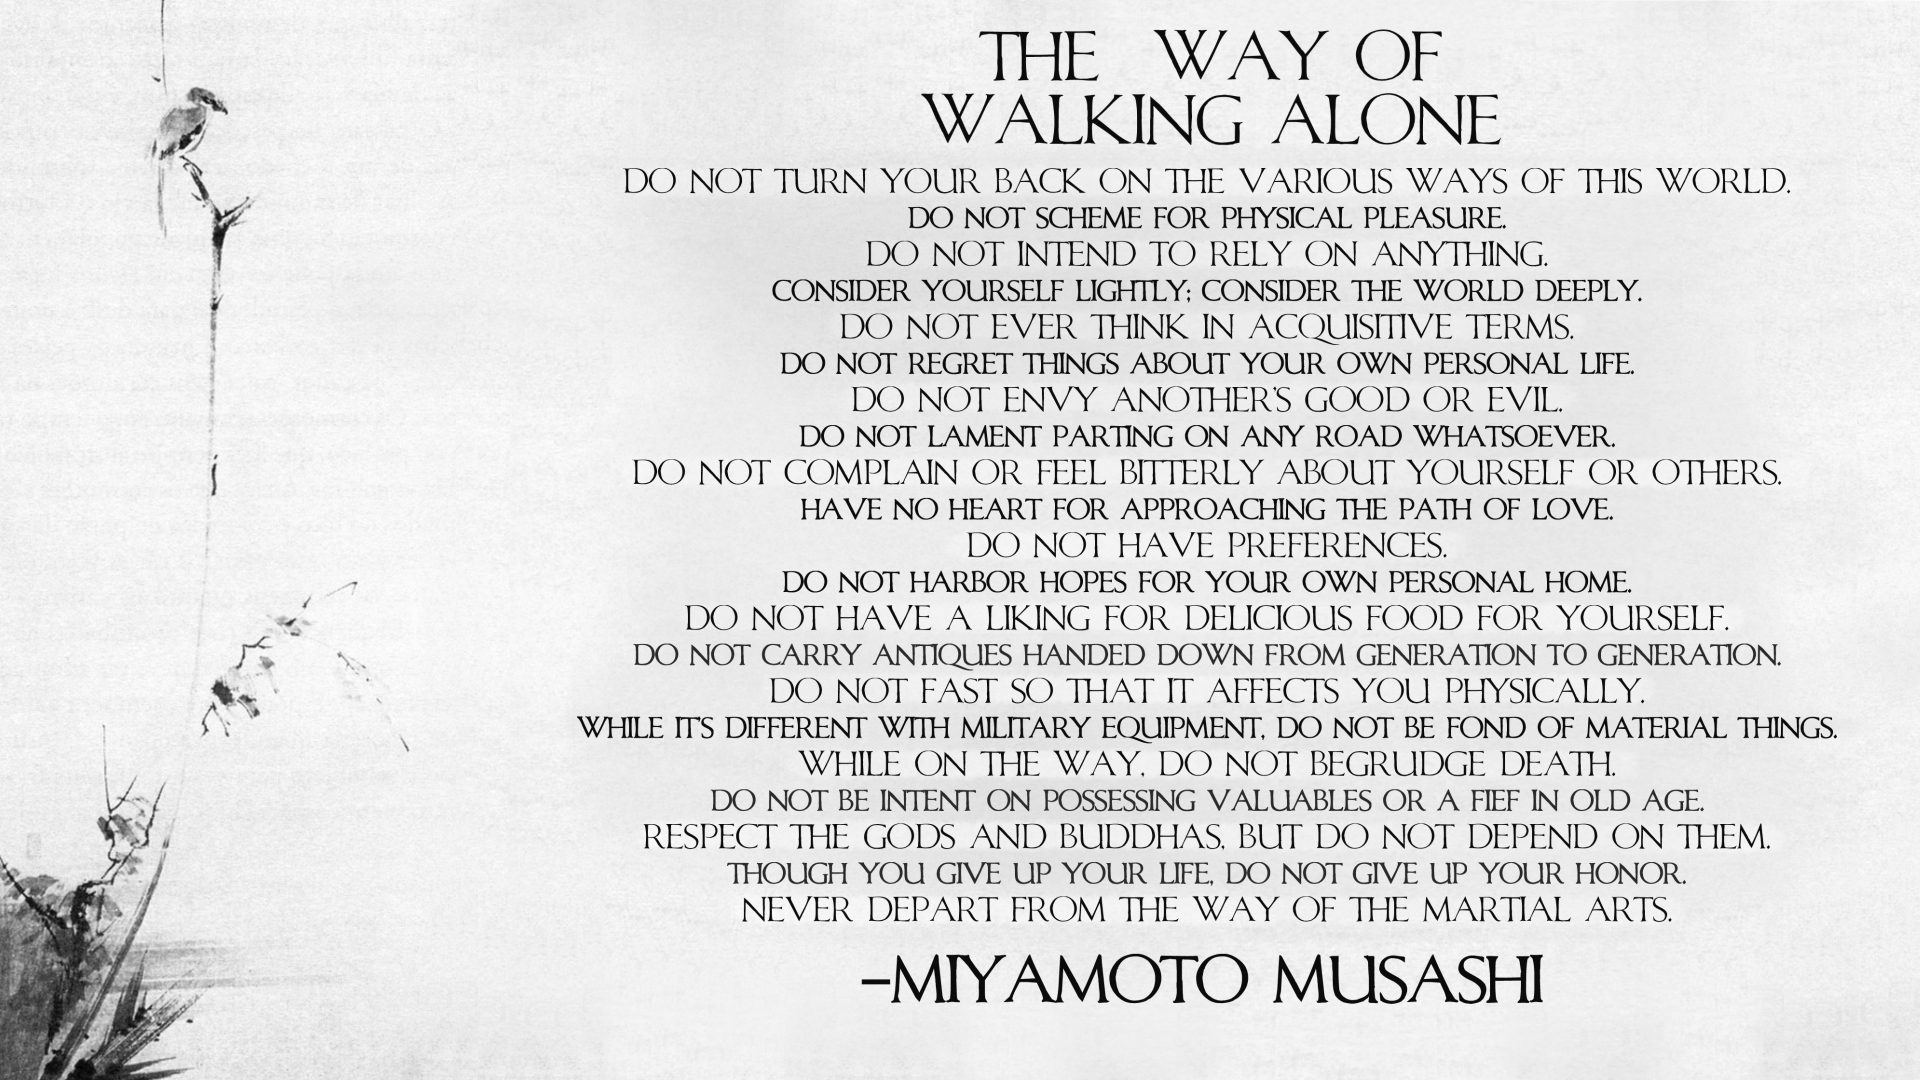 THE WAY OF
WALKING ALONE
DO NOT TURN YOUR BACK ON THE VARIOUS WAYS OF THIS WORLD.
DO NOT SCHEME FOR PHYSICAL PLEASURE.
DO NOT INTEND TO RELY ON ANYTHING.
CONSIDER YOURSELF LIGHTLY; CONSIDER THE WORLD DEEPLY.
DO NOT EVER THINK IN ACQUISITIVE TERMS.
DO NOT REGRET THINGS ABOUT YOUR OWN PERSONAL LIFE.
DO NOT ENVY ANOTHER'S GOOD OR EVIL.
DO NOT LAMENT PARTING ON ANY ROAD WHATSOEVER.
DO NOT COMPLAIN OR FEEL BITTERLY ABOUT YOURSELF OR OTHERS.
HAVE NO HEART FOR APPROACHING THE PATH OF LOVE.
DO NOT HAVE PREFERENCES.
DO NOT HARBOR HOPES FOR YOUR OWN PERSONAL HOME.
DO NOT HAVE A LIKING FOR DELICIOUS FOOD FOR YOURSELF.
DO NOT CARRY ANTIQUES HANDED DOWN FROM GENERATION TO GENERATION.
DO NOT FAST SO THAT IT AFFECTS YOU PHYSICALLY.
WHILE IT'S DIFFERENT WITH MILITARY EQUIPMENT, DO NOT BE FOND OF MATERIAL THINGS.
WHILE ON THE WAY, DO NOT BEGRUDGE DEATH.
DO NOT BE INTENT ON POSSESSING VALUABLES OR A FIEF IN OLD AGE.
RESPECT THE GODS AND BUDDHAS, BUT DO NOT DEPEND ON THEM.
THOUGH YOU GIVE UP YOUR LIFE, DO NOT GIVE UP YOUR HONOR.
NEVER DEPART FROM THE WAY OF THE MARTIAL ARTS.
–MIYAMOTO MUSASHI